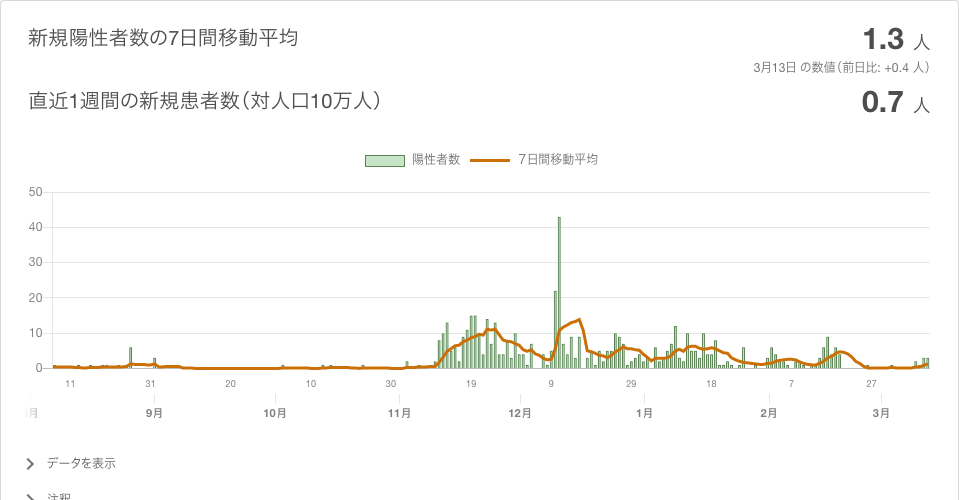 新規陽性者数の7日間移動平均
1.3 人
3月13日 の数値（前日比: +0.4 人）
直近1週間の新規患者数（対人口10万人）
0.7 人
陽性者数 7日間移動平均
50
40
30
20
10
0
11 31 20 10 30 19 9 29 18 7 27
月 9月 10月 11月 12月 1月 2月 3月
データを表示
注釈